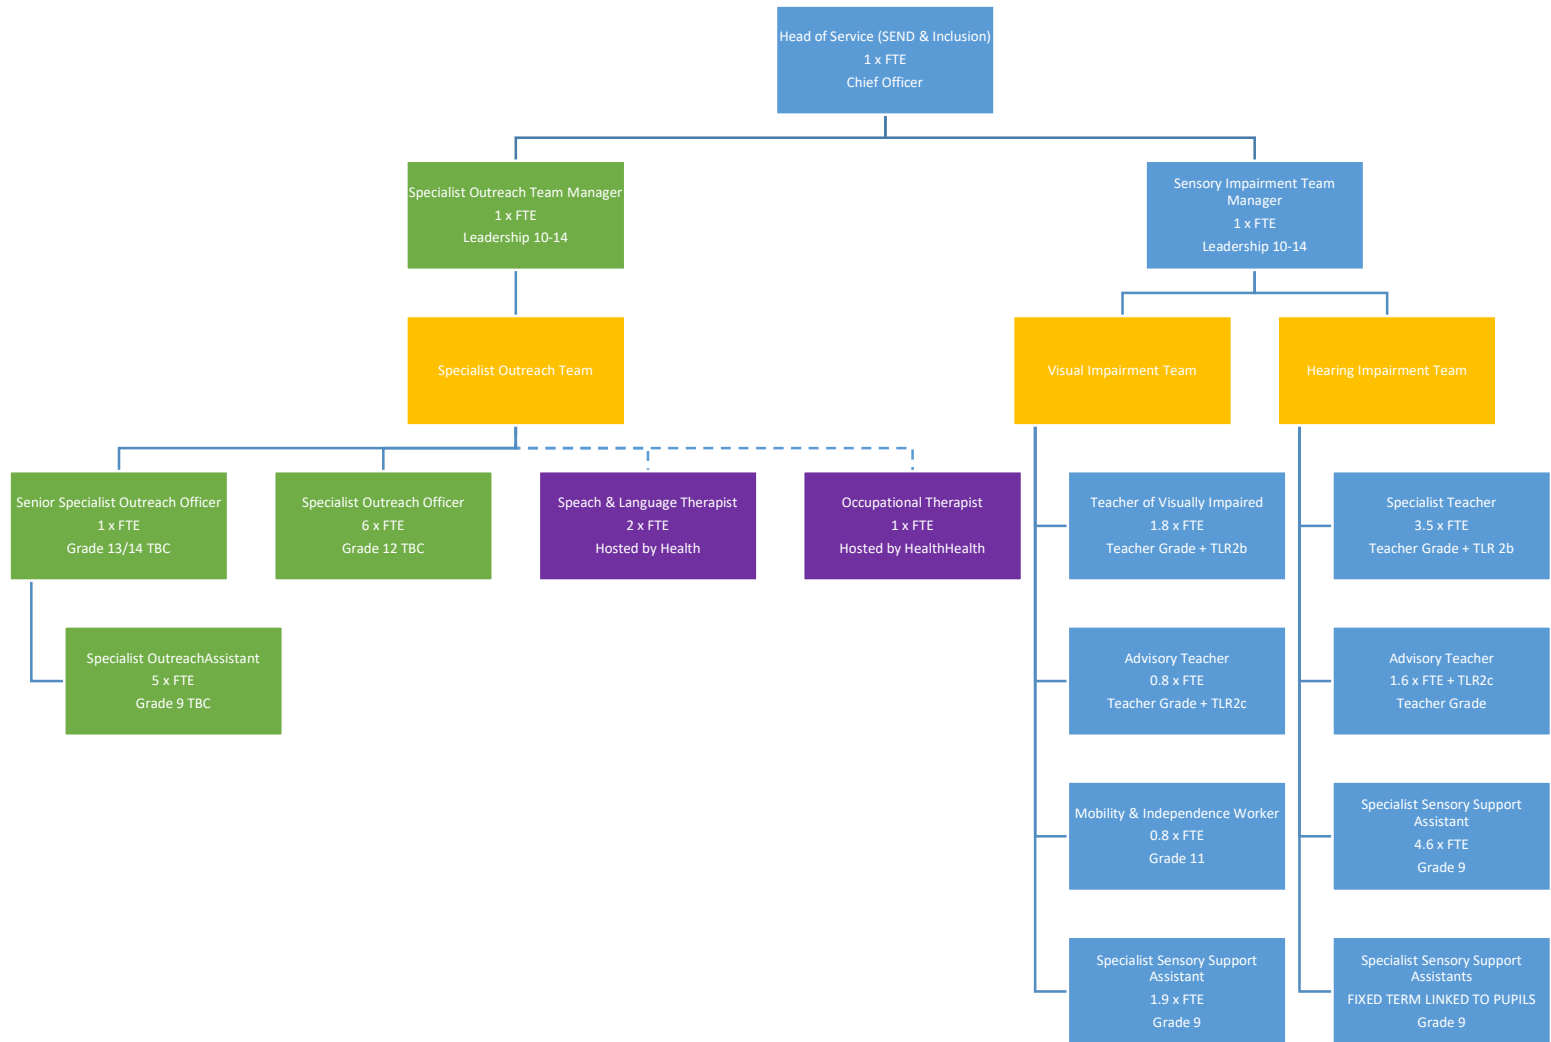 Head of Service (SEND & Inclusion)
1 x FTE
Chief Officer
Specialist Outreach Team Manager
1 x FTE
Leadership 10-14
Sensory Impairment Team
Manager
1 x FTE
Leadership 10-14
Specialist Outreach Team
Visual Impairment Team
Hearing Impairment Team
Senior Specialist Outreach Officer
1 x FTE
Grade 13/14 TBC
Specialist Outreach Officer
6 x FTE
Grade 12 TBC
Speach & Language Therapist
2 x FTE
Hosted by Health
Occupational Therapist
1 x FTE
Hosted by HealthHealth
Teacher of Visually Impaired
1.8 x FTE
Teacher Grade + TLR2b
Specialist Teacher
3.5 x FTE
Teacher Grade + TLR 2b
Specialist OutreachAssistant
5 x FTE
Grade 9 TBC
Advisory Teacher
0.8 x FTE
Teacher Grade + TLR2c
Advisory Teacher
1.6 x FTE + TLR2c
Teacher Grade
Mobility & Independence Worker
0.8 x FTE
Grade 11
Specialist Sensory Support
Assistant
4.6 x FTE
Grade 9
Specialist Sensory Support
Assistant
1.9 x FTE
Grade 9
Specialist Sensory Support
Assistants
FIXED TERM LINKED TO PUPILS
Grade 9